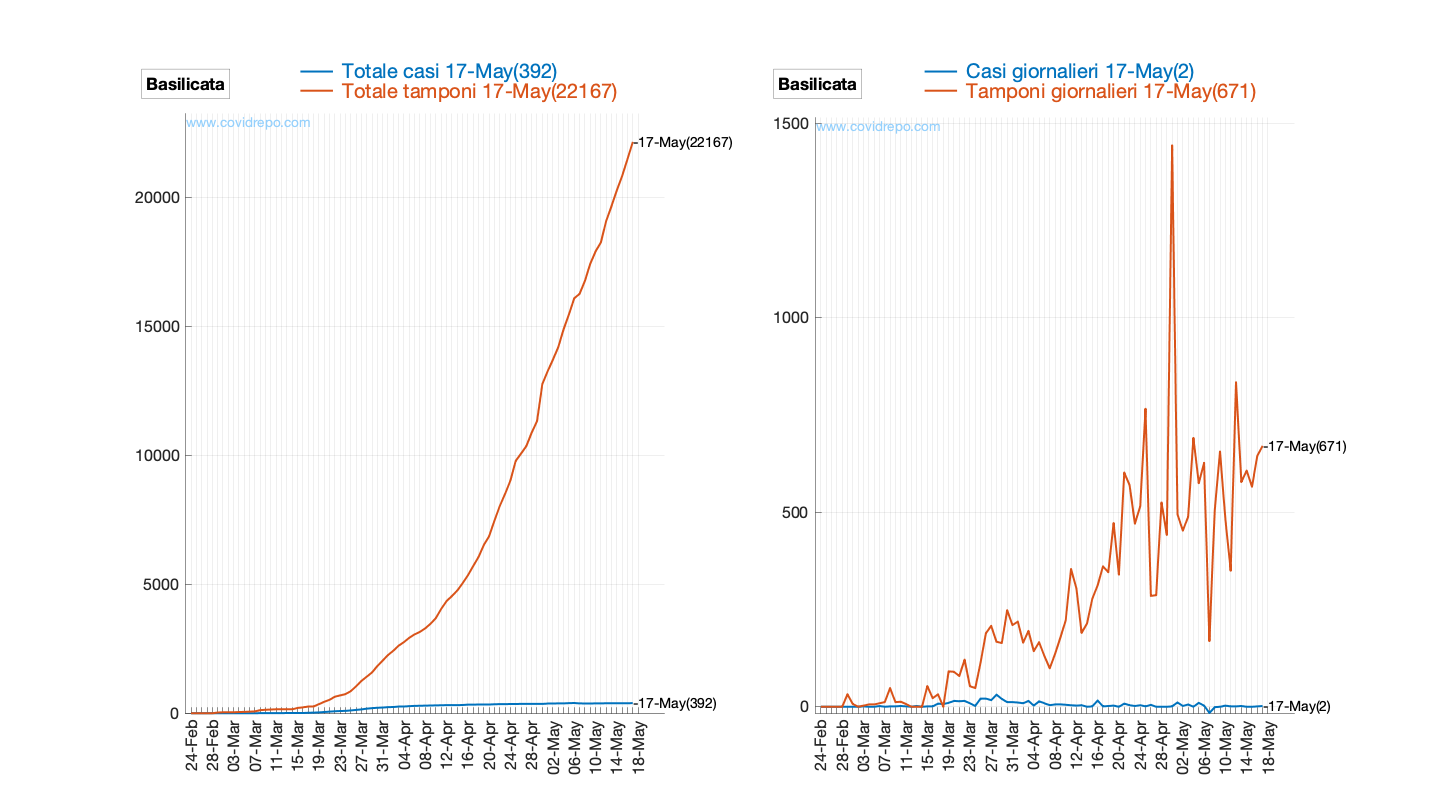 Basilicata
Totale casi 17-May(392)
Totale tamponi 17-May(22167)
www.covidrepo.com
-17-May(22167)
20000
15000
10000
5000
0
-17-May(392)
24-Feb
28-Feb
03-Mar
07-Mar
11-Mar
15-Mar
19-Mar
23-Mar
27-Mar
31-Mar
04-Apr
08-Apr
12-Apr
16-Apr
20-Apr
24-Apr
28-Apr
02-May
06-May
10-May
14-May
18-May
Basilicata
Casi giornalieri 17-May(2)
Tamponi giornalieri 17-May(671)
www.covidrepo.com
1500
1000
500
0
-17-May(671)
-17-May(2)
24-Feb
28-Feb
03-Mar
07-Mar
11-Mar
15-Mar
19-Mar
23-Mar
27-Mar
31-Mar
04-Apr
08-Apr
12-Apr
16-Apr
20-Apr
24-Apr
28-Apr
02-May
06-May
10-May
14-May
18-May